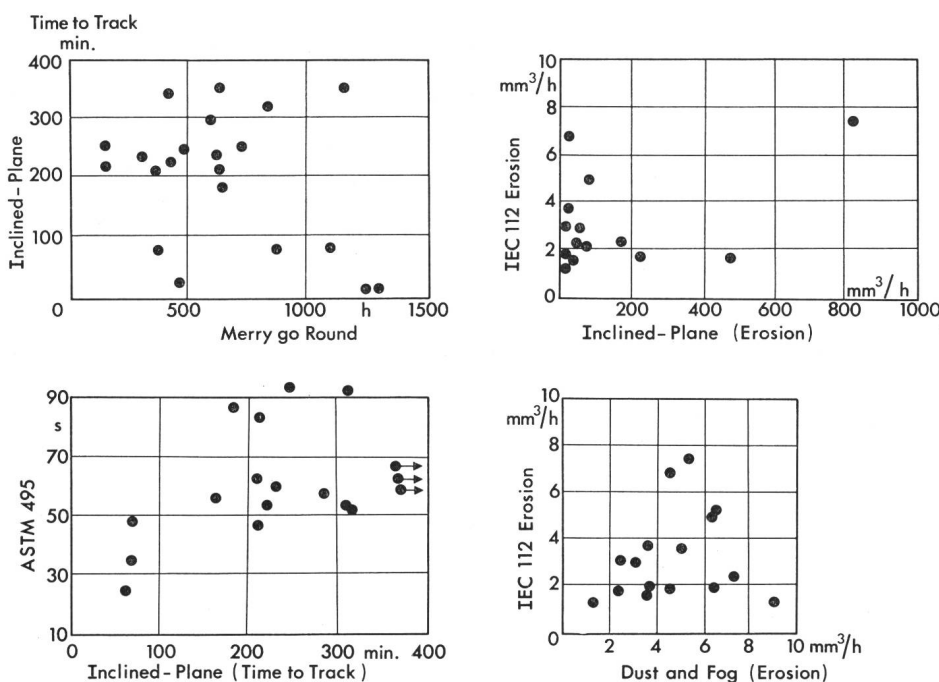 Time to Track
min.
400
300
200
100
0
Inclined-Plane
500
1000
h
1500
Merry go Round
10
mm³/h
8
6
4
2
0
IEC 112 Erosion
mm³/h
200
400
600
800
1000
Inclined-Plane (Erosion)
90
s
70
50
30
10
ASTM 495
100
200
300
min.
400
Inclined-Plane (Time to Track)
10
mm³/h
8
6
4
2
0
IEC 112 Erosion
2
4
6
8
10
mm³/h
Dust and Fog (Erosion)